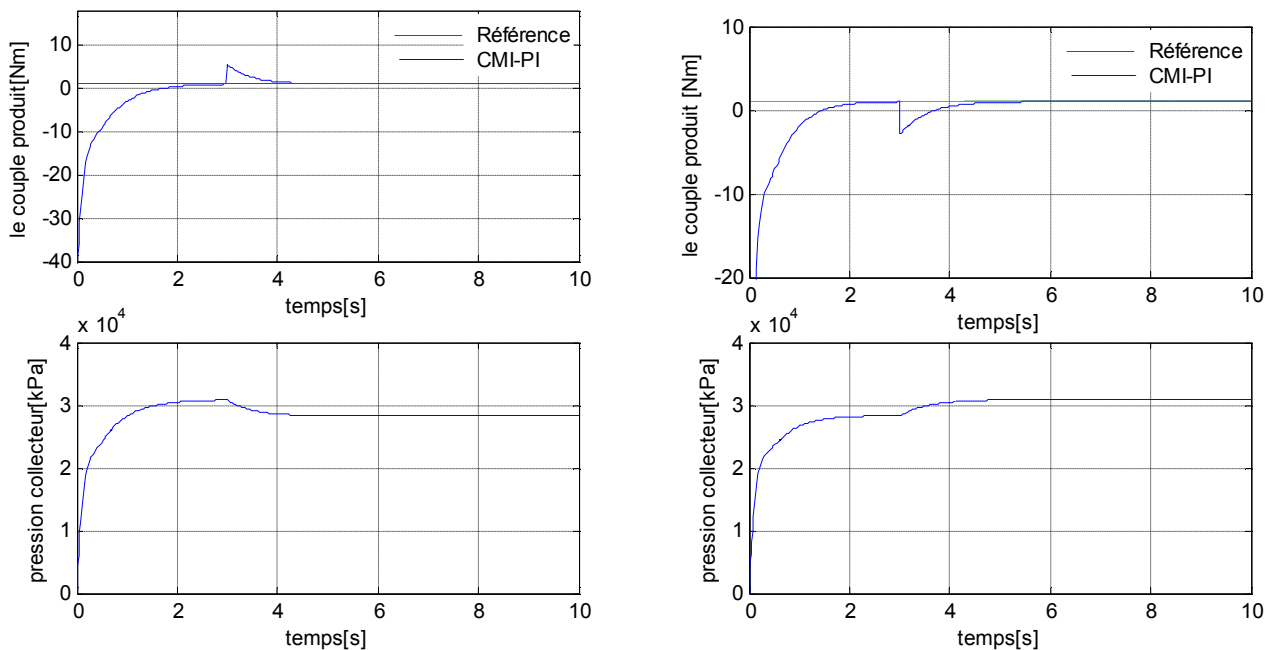 le couple produit[Nm]
10
0
-10
-20
-30
-40
Référence
CMI-PI
0 2 4 6 8 10
temps[s]
le couple produit [Nm]
10
0
-10
-20
Référence
CMI-PI
0 2 4 6 8 10
temps[s]
x 10^4
pression collecteur[kPa]
4
3
2
1
0
0 2 4 6 8 10
temps[s]
x 10^4
pression collecteur[kPa]
4
3
2
1
0
0 2 4 6 8 10
temps[s]